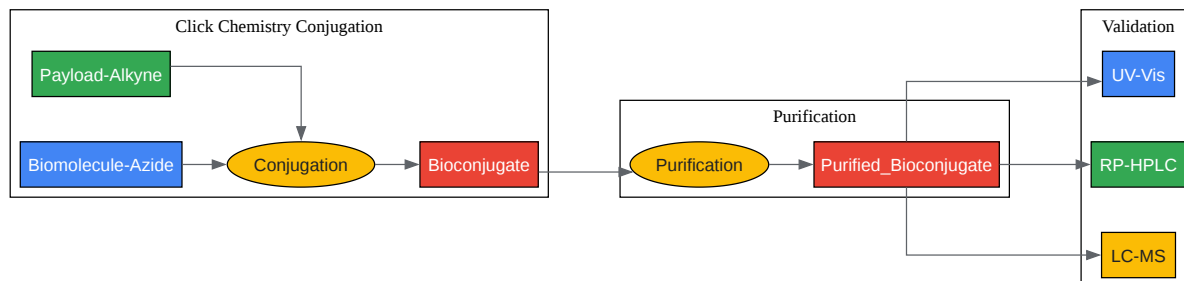 Click Chemistry Conjugation
Payload-Alkyne
Biomolecule-Azide
Conjugation
Bioconjugate
Purification
Purification
Purified_Bioconjugate
Validation
UV-Vis
RP-HPLC
LC-MS